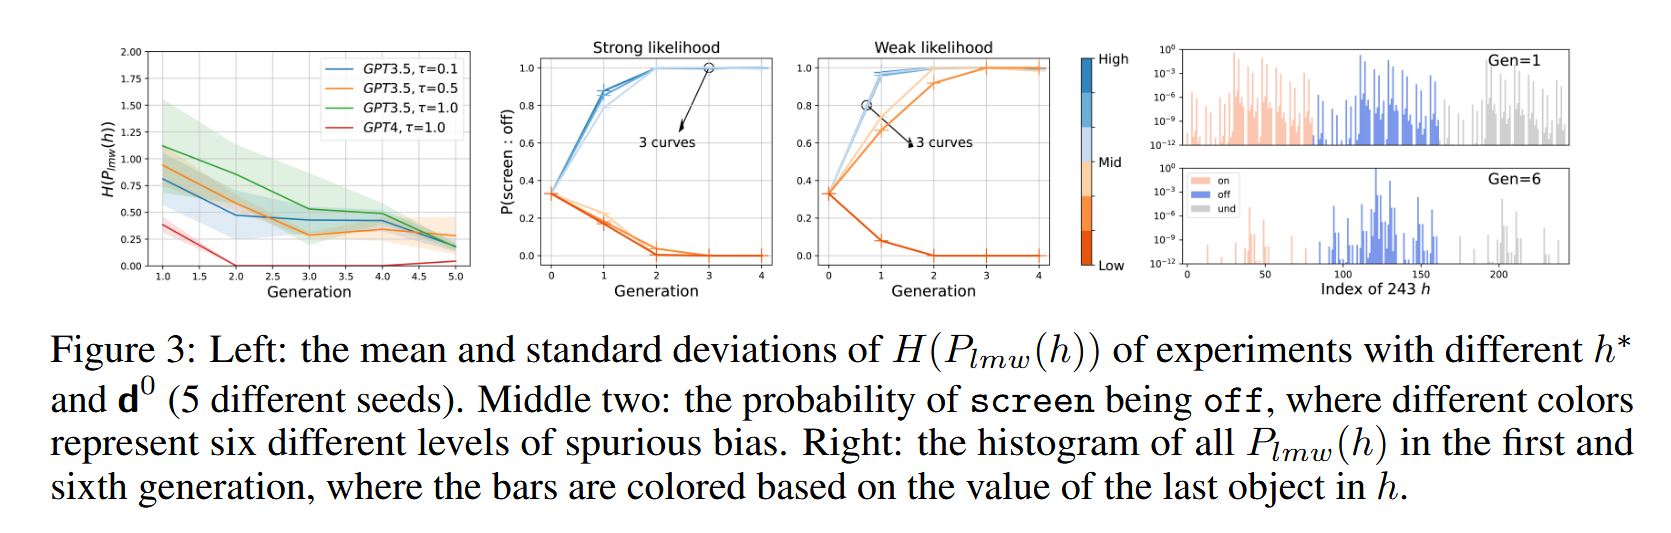 2.00
1.75
1.50
1.25
1.00
0.75
0.50
0.25
0.00
H(P_{lmw}(h))
GPT3.5, τ=0.1
GPT3.5, τ=0.5
GPT3.5, τ=1.0
GPT4, τ=1.0
1.0 1.5 2.0 2.5 3.0 3.5 4.0 4.5 5.0
Generation
Strong likelihood
1.0
0.8
0.6
0.4
0.2
0.0
P(screen : off)
3 curves
0 1 2 3 4
Generation
Weak likelihood
1.0
0.8
0.6
0.4
0.2
0.0
3 curves
0 1 2 3 4
Generation
High
Mid
Low
10⁰
10⁻³
10⁻⁶
10⁻⁹
10⁻¹²
Gen=1
10⁰
10⁻³
10⁻⁶
10⁻⁹
10⁻¹²
on
off
und
Gen=6
0 50 100 150 200
Index of 243 h
Figure 3: Left: the mean and standard deviations of H(P_{lmw}(h)) of experiments with different h*
and d⁰ (5 different seeds). Middle two: the probability of screen being off, where different colors
represent six different levels of spurious bias. Right: the histogram of all P_{lmw}(h) in the first and
sixth generation, where the bars are colored based on the value of the last object in h.